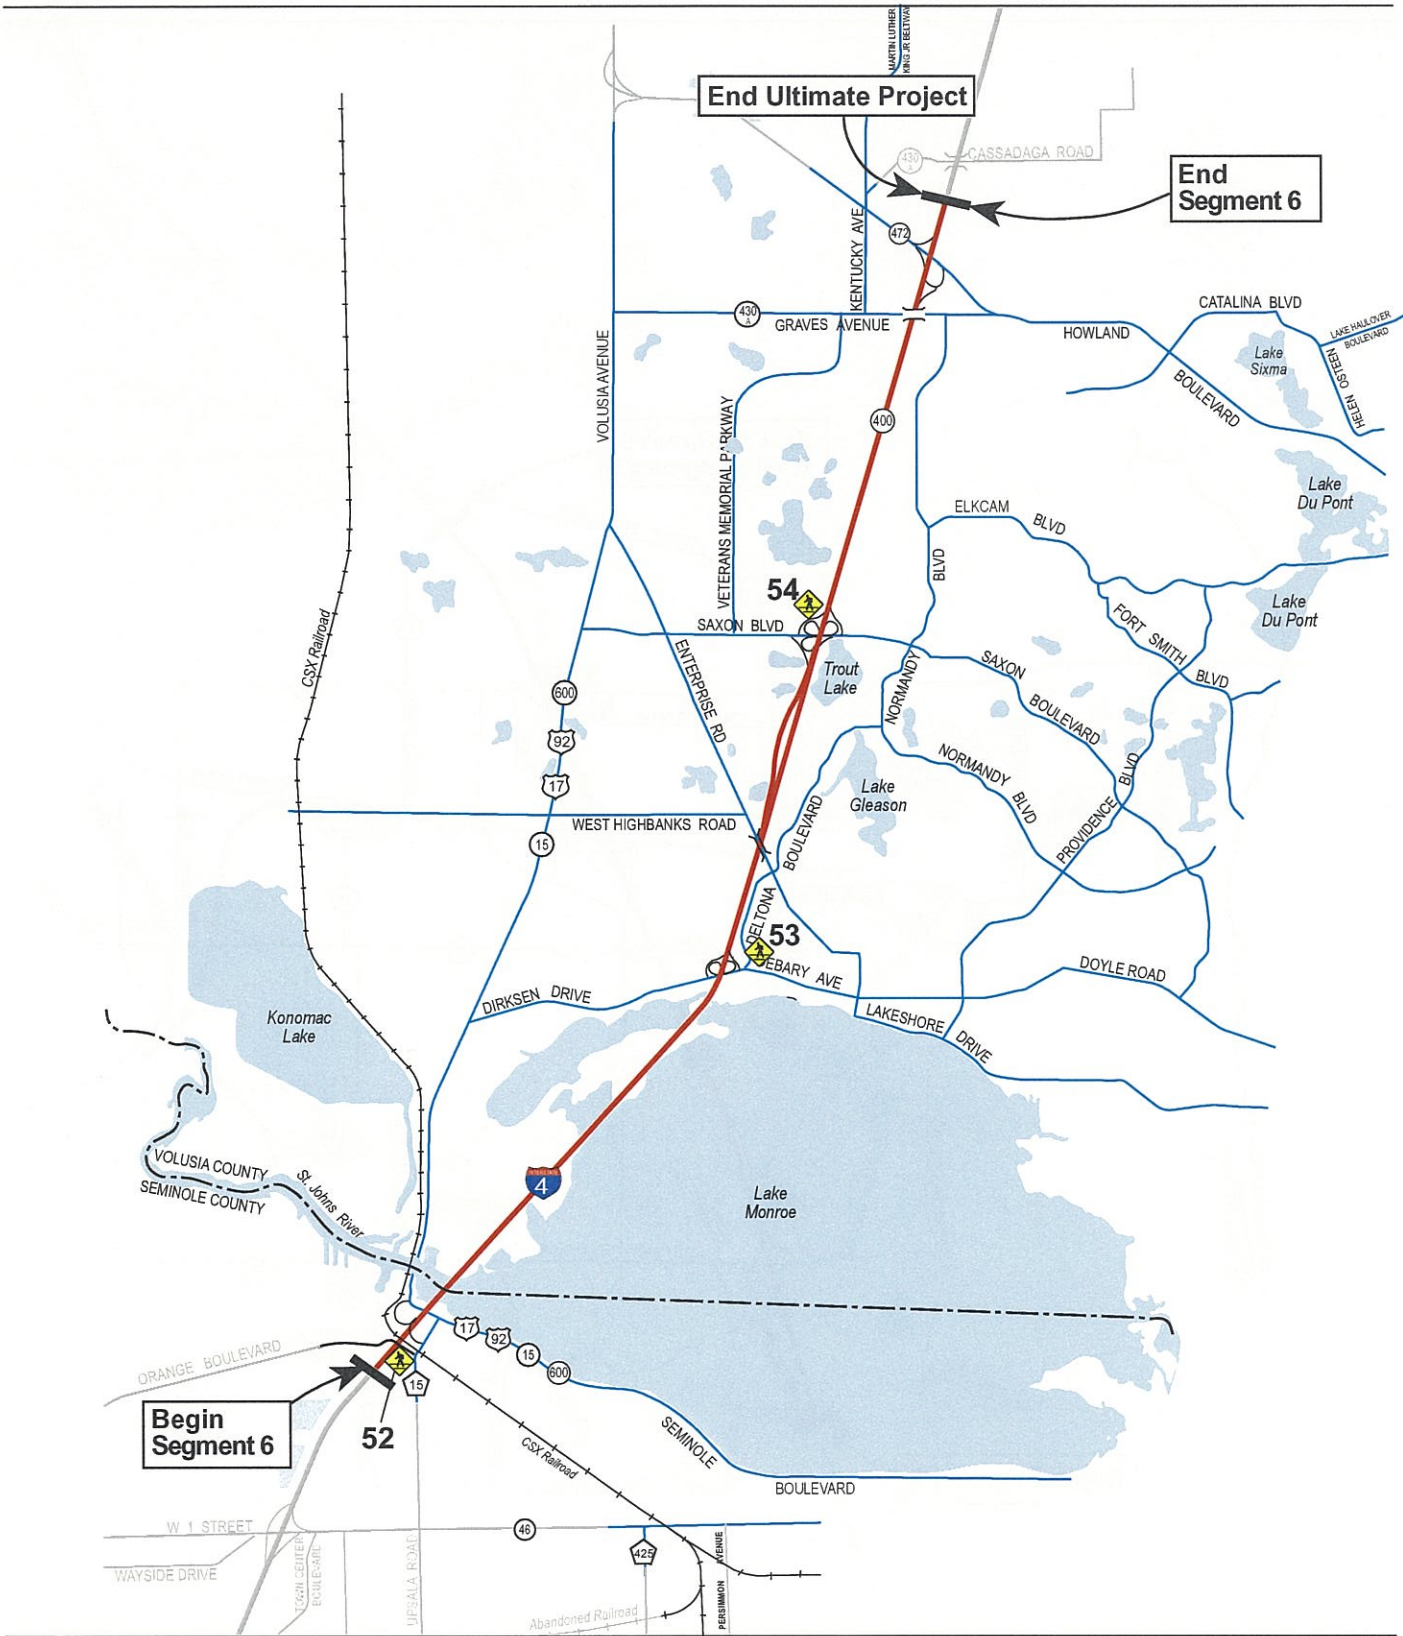 MARTIN LUTHER
KING JR BELTWAY
End Ultimate Project
430
A
CASSADAGA ROAD
End
Segment 6
472
KENTUCKY AVE
CATALINA BLVD
430
A
GRAVES AVENUE
HOWLAND
BOULEVARD
LAKE HAULOVER
BOULEVARD
HELEN OSTEEN
Lake
Sixma
VOLUSIA AVENUE
VETERANS MEMORIAL PARKWAY
400
Lake
Du Pont
ELKCAM
BLVD
BLVD
54
Lake
Du Pont
FORT SMITH
BLVD
SAXON BLVD
CSX Railroad
ENTERPRISE RD
Trout
Lake
NORMANDY
SAXON
BOULEVARD
600
92
17
15
NORMANDY BLVD
Lake
Gleason
PROVIDENCE BLVD
WEST HIGHBANKS ROAD
DELTONA
BOULEVARD
53
EBARY AVE
DOYLE ROAD
DIRKSEN DRIVE
LAKESHORE
DRIVE
Konomac
Lake
VOLUSIA COUNTY
SEMINOLE COUNTY
St. Johns River
4
Lake
Monroe
17
92
15
600
ORANGE BOULEVARD
15
Begin
Segment 6
52
CSX Railroad
SEMINOLE
BOULEVARD
W 1 STREET
46
425
WAYSIDE DRIVE
TOWN CENTER
BOULEVARD
UPSALA ROAD
Abandoned Railroad
PERSIMMON AVENUE